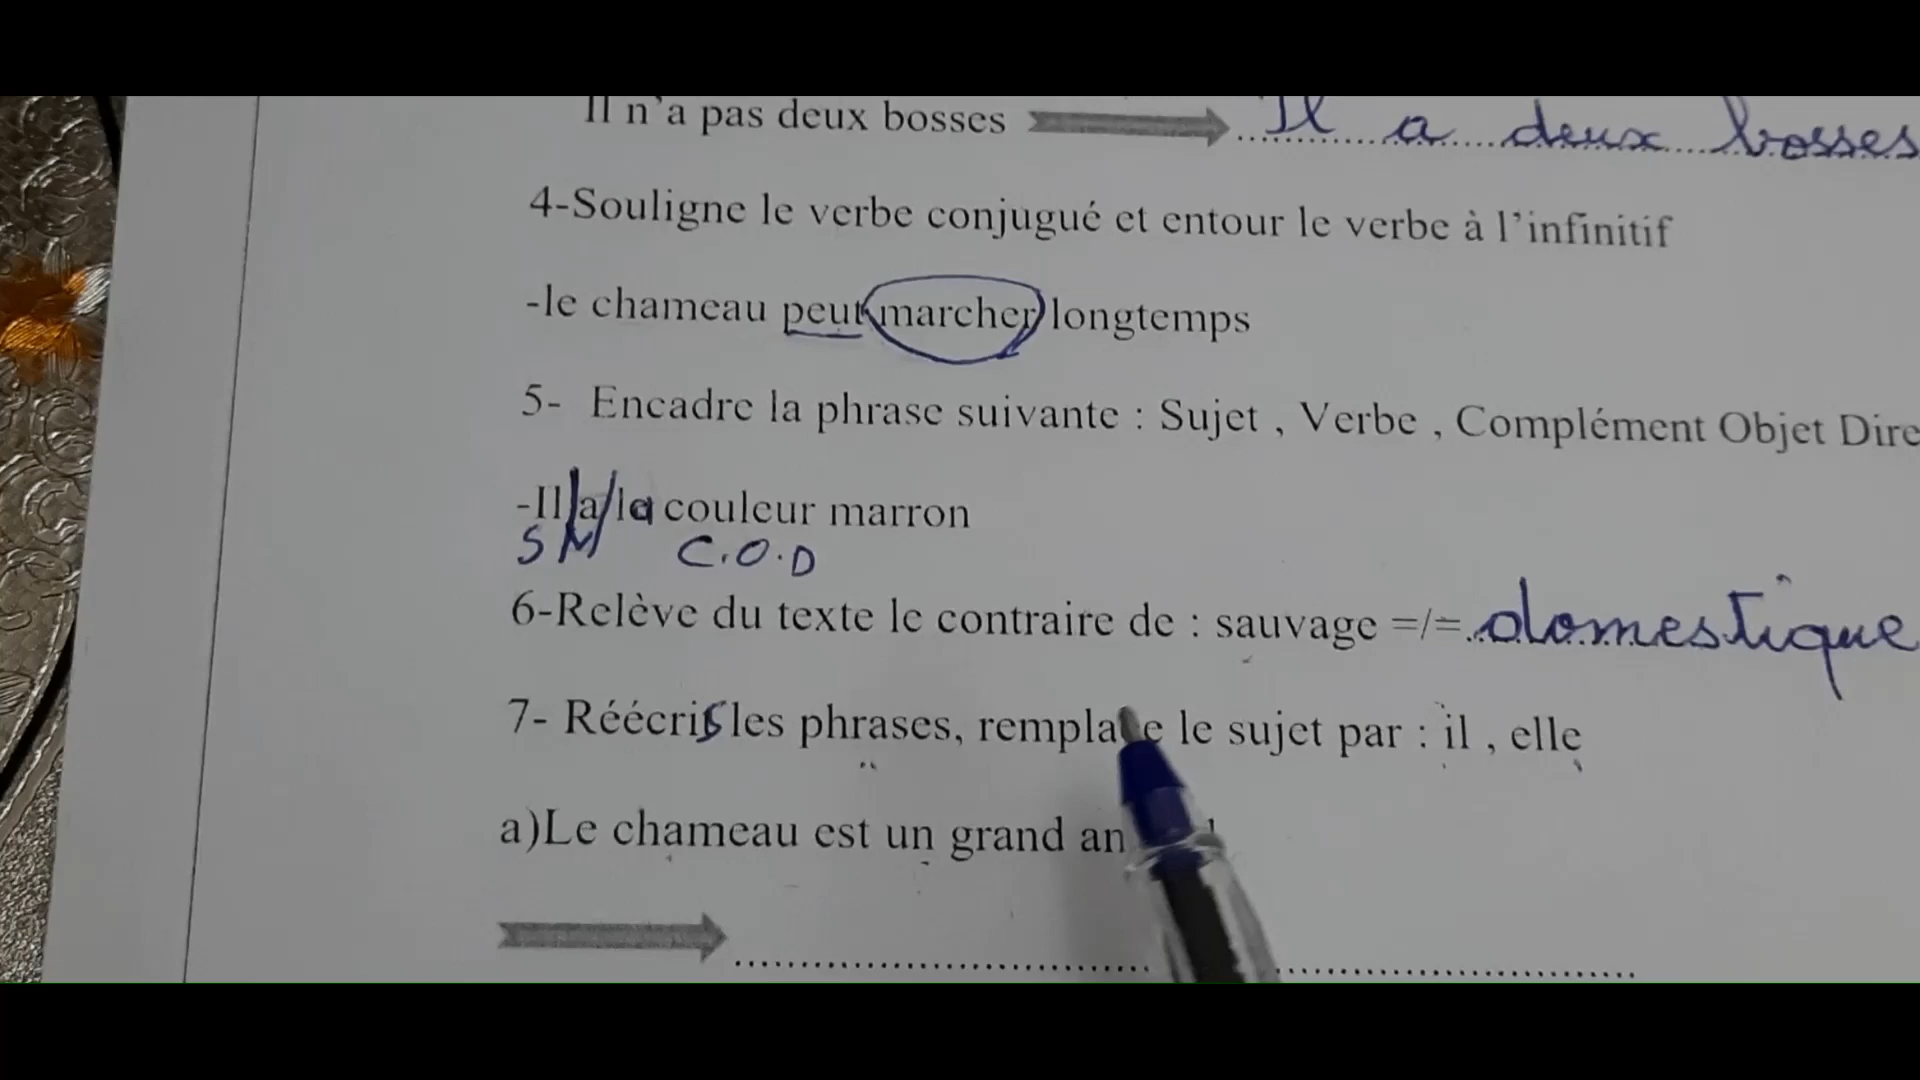 Il n'a pas deux bosses Il a deux bosses
4-Souligne le verbe conjugué et entour le verbe à l'infinitif
-le chameau peut marcher longtemps
5- Encadre la phrase suivante : Sujet , Verbe , Complément Objet Dire
-Il/a/la couleur marron
S V C.O.D
6-Relève du texte le contraire de : sauvage =/= domestique
7- Réécris les phrases, remplace le sujet par : il , elle
a)Le chameau est un grand